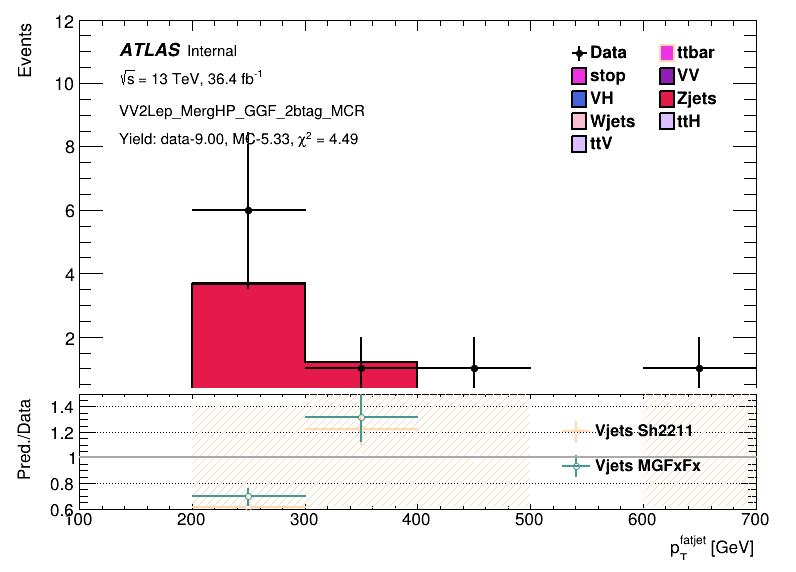 Events
12
10
8
6
4
2
ATLAS Internal
√s = 13 TeV, 36.4 fb⁻¹
VV2Lep_MergHP_GGF_2btag_MCR
Yield: data-9.00, MC-5.33, χ² = 4.49
Data
ttbar
stop
VV
VH
Zjets
Wjets
ttH
ttV
Pred./Data
1.4
1.2
1
0.8
0.6
Vjets Sh2211
Vjets MGFxFx
100 200 300 400 500 600 700
p_T^fatjet [GeV]